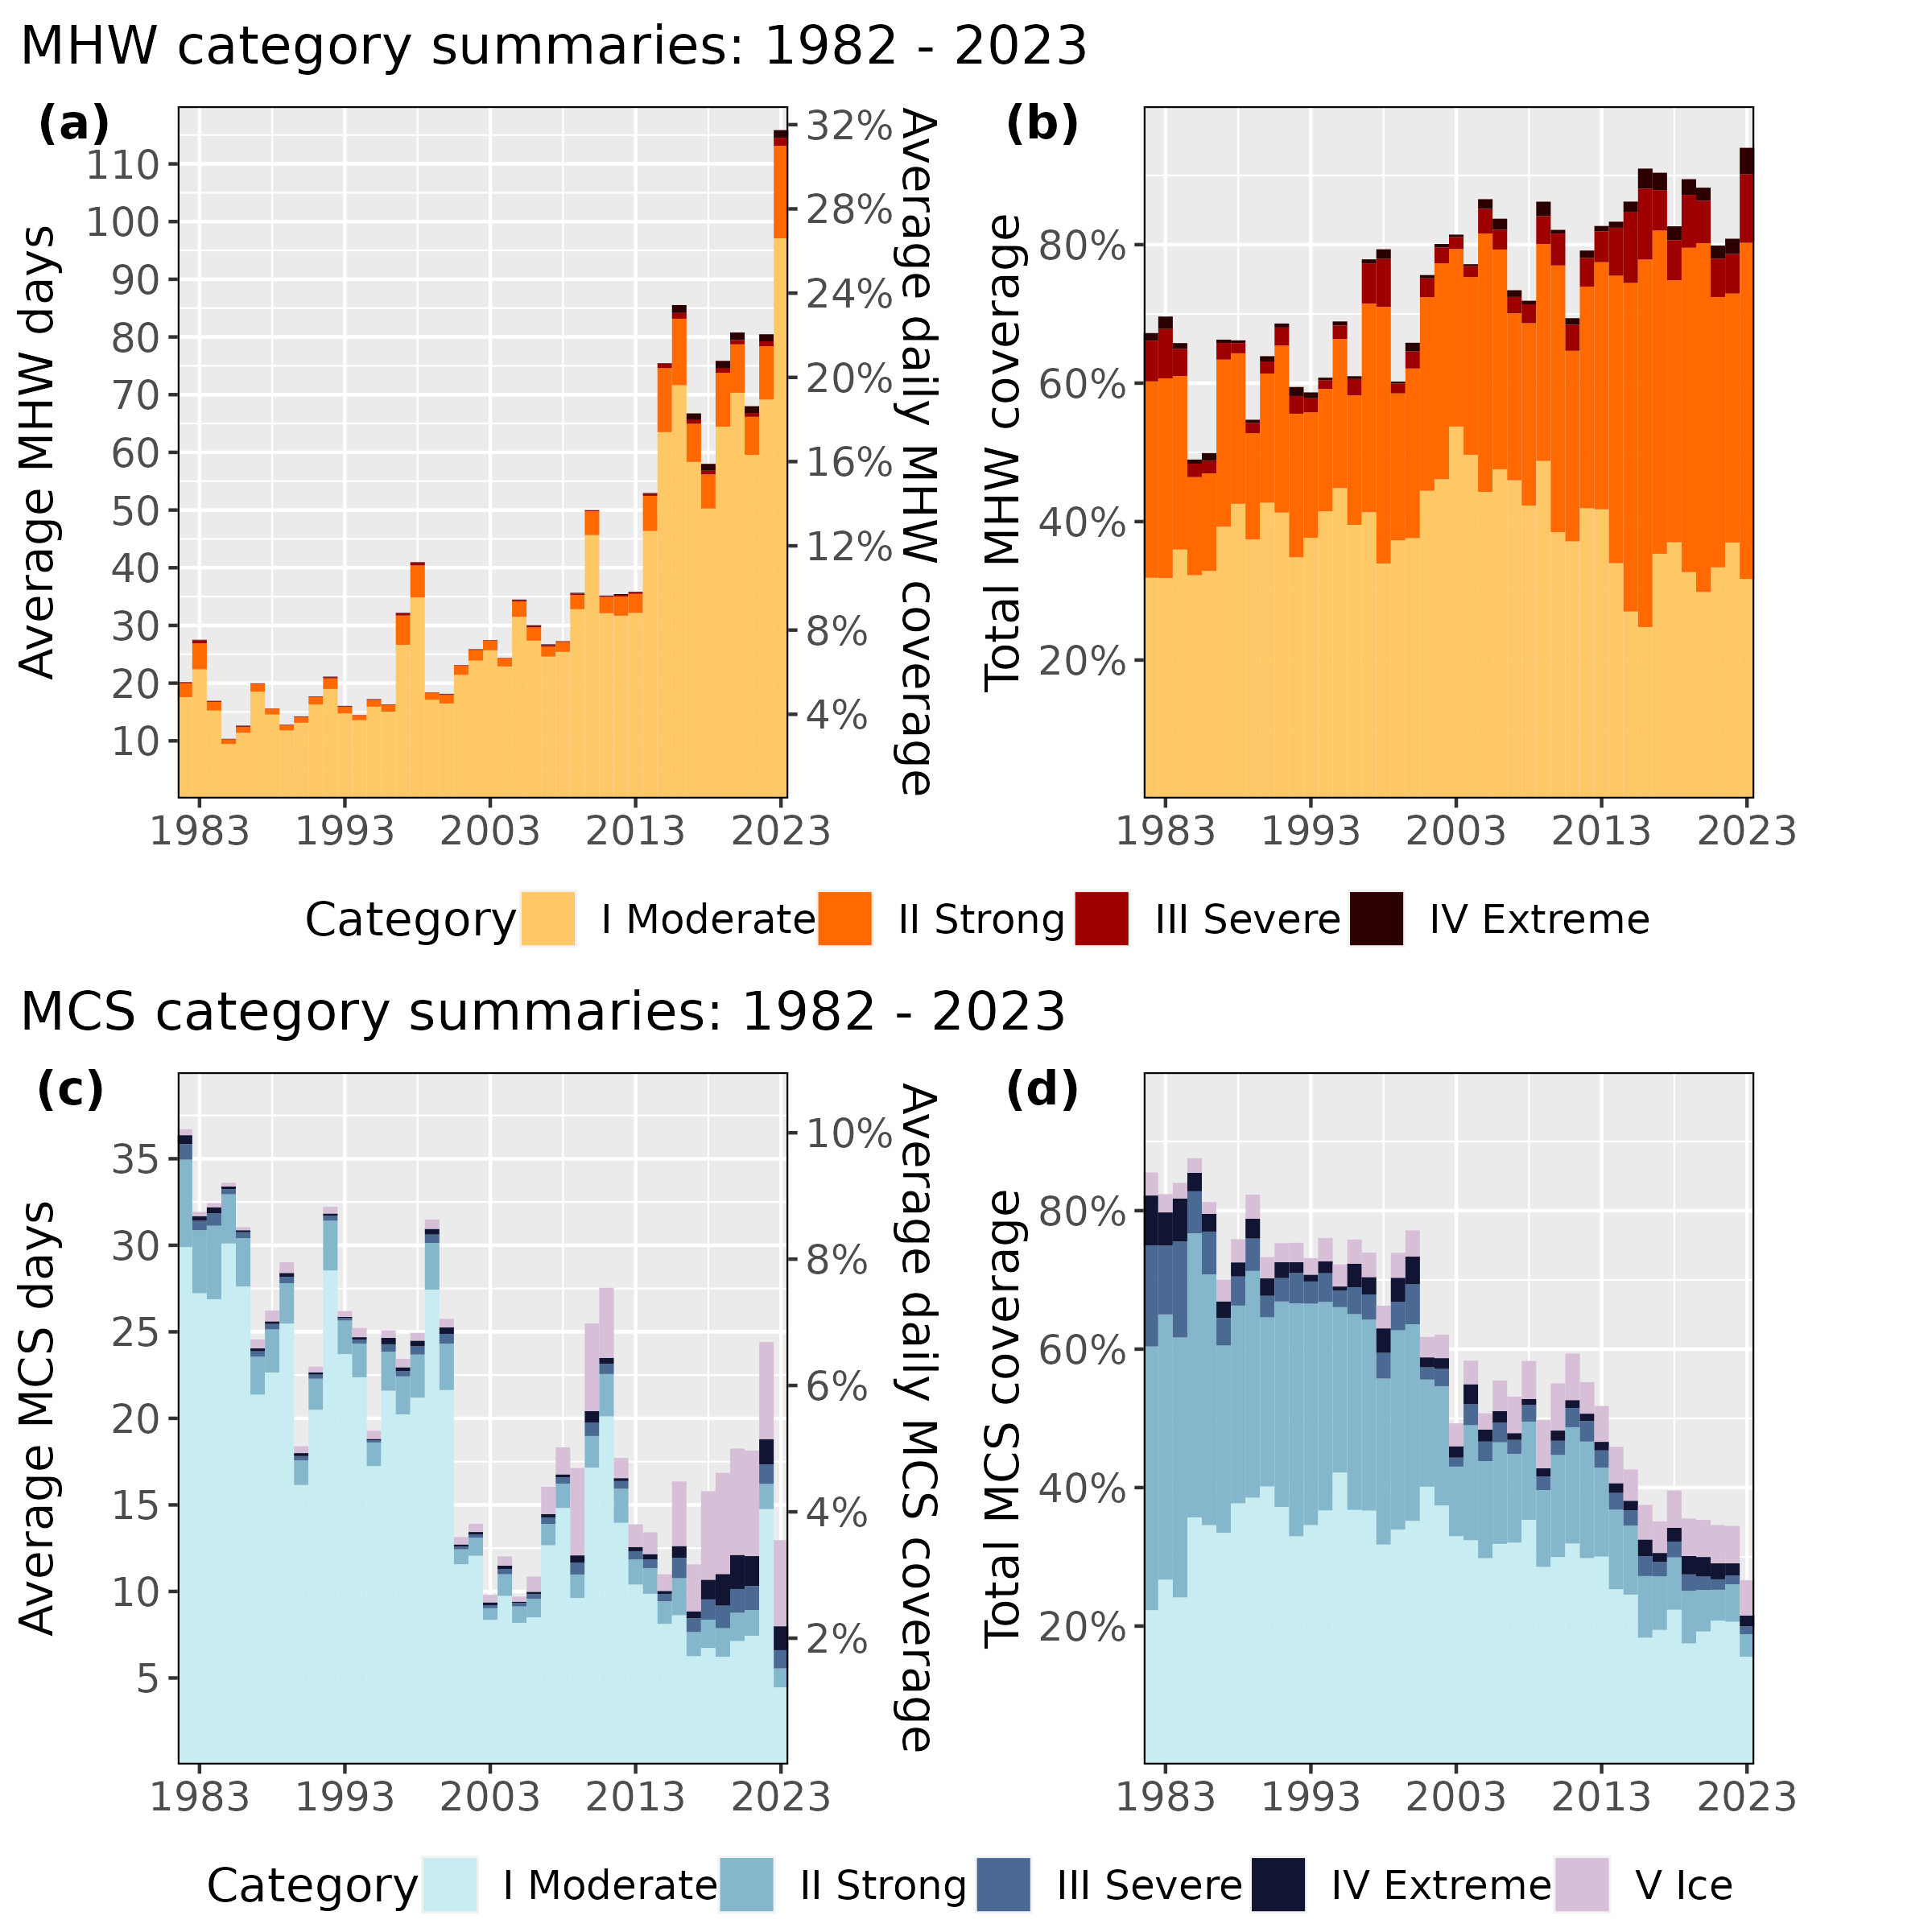 MHW category summaries: 1982 - 2023
(a)
Average MHW days
110
100
90
80
70
60
50
40
30
20
10
32%
28%
24%
20%
16%
12%
8%
4%
Average daily MHW coverage
1983 1993 2003 2013 2023
(b)
Total MHW coverage
80%
60%
40%
20%
1983 1993 2003 2013 2023
Category I Moderate II Strong III Severe IV Extreme
MCS category summaries: 1982 - 2023
(c)
Average MCS days
35
30
25
20
15
10
5
10%
8%
6%
4%
2%
Average daily MCS coverage
1983 1993 2003 2013 2023
(d)
Total MCS coverage
80%
60%
40%
20%
1983 1993 2003 2013 2023
Category I Moderate II Strong III Severe IV Extreme V Ice